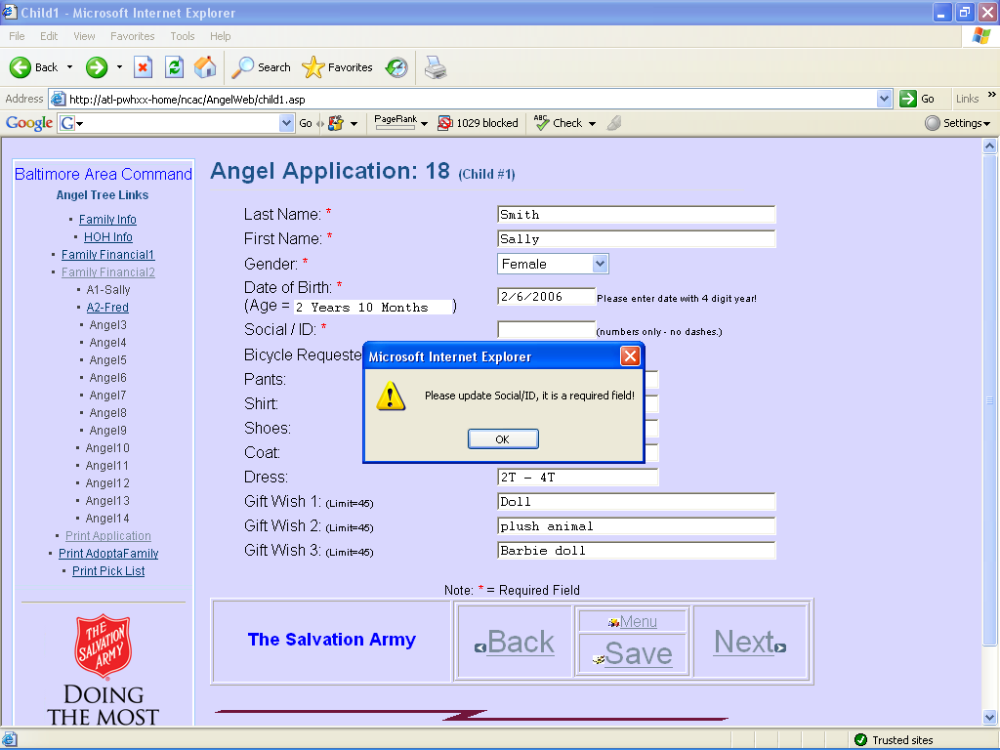 Child1 - Microsoft Internet Explorer
File Edit View Favorites Tools Help
Back Search Favorites
Address http://atl-pwhxx-home/ncac/AngelWeb/child1.asp Go Links »
Google G Go PageRank 1029 blocked ABC Check Settings
Baltimore Area Command
Angel Tree Links
Family Info
HOH Info
Family Financial1
Family Financial2
A1-Sally
A2-Fred
Angel3
Angel4
Angel5
Angel6
Angel7
Angel8
Angel9
Angel10
Angel11
Angel12
Angel13
Angel14
Print Application
Print AdoptaFamily
Print Pick List
THE SALVATION ARMY
DOING
THE MOST
Angel Application: 18 (Child #1)
Last Name: * Smith
First Name: * Sally
Gender: * Female
Date of Birth: * 2/6/2006 Please enter date with 4 digit year!
(Age = 2 Years 10 Months )
Social / ID: * (numbers only - no dashes.)
Bicycle Requeste
Pants:
Shirt:
Shoes:
Coat:
Microsoft Internet Explorer
Please update Social/ID, it is a required field!
OK
Dress: 2T - 4T
Gift Wish 1: (Limit=45) Doll
Gift Wish 2: (Limit=45) plush animal
Gift Wish 3: (Limit=45) Barbie doll
Note: * = Required Field
The Salvation Army Back Menu Save Next
Trusted sites